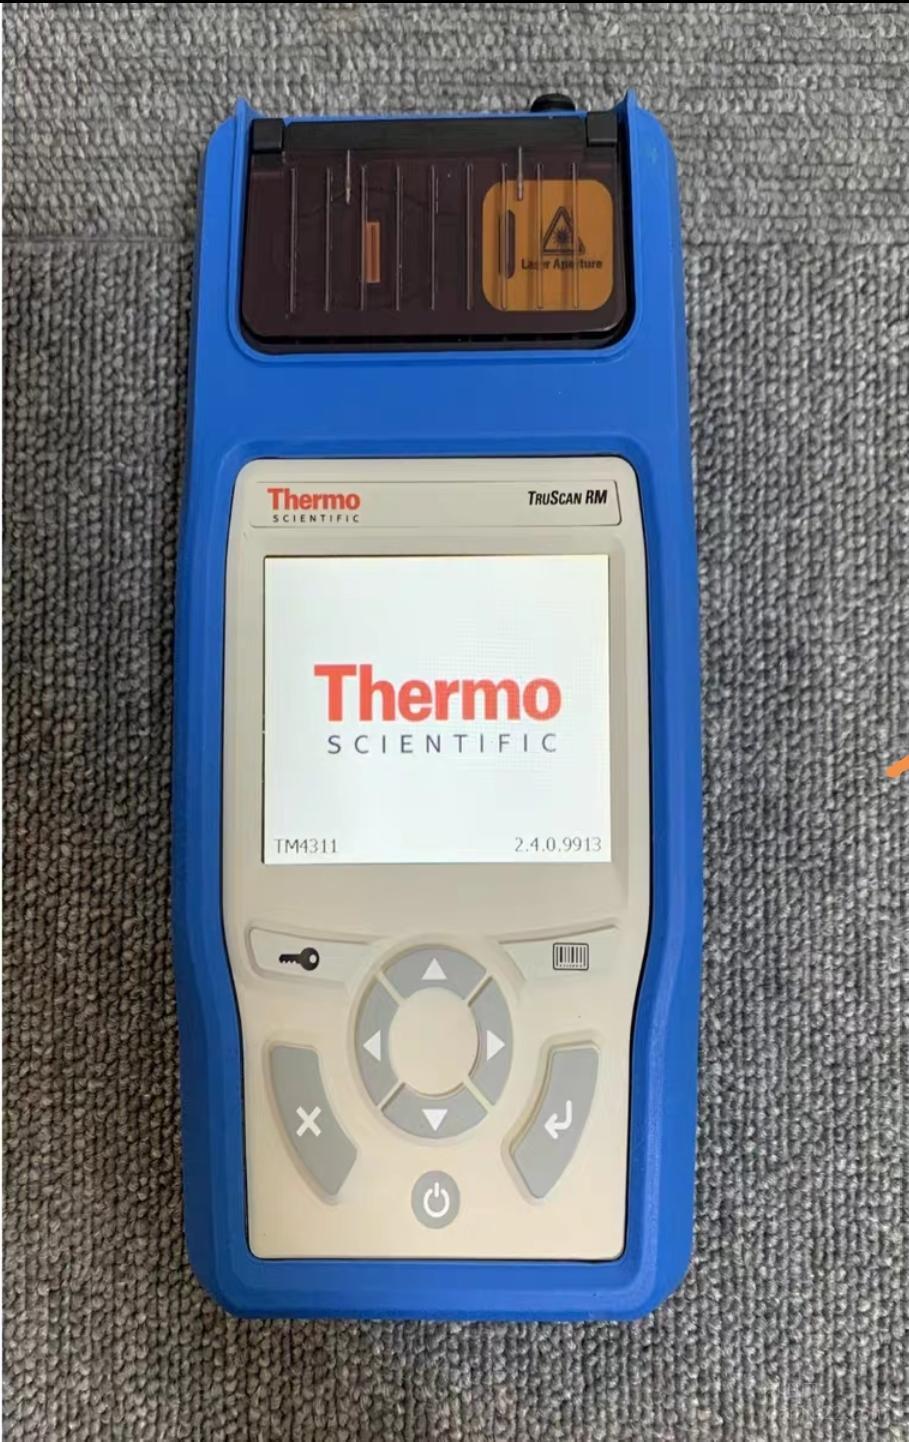 Laser Aperture
Thermo
SCIENTIFIC
TRUSCAN RM
Thermo
SCIENTIFIC
TM4311
2.4.0.9913